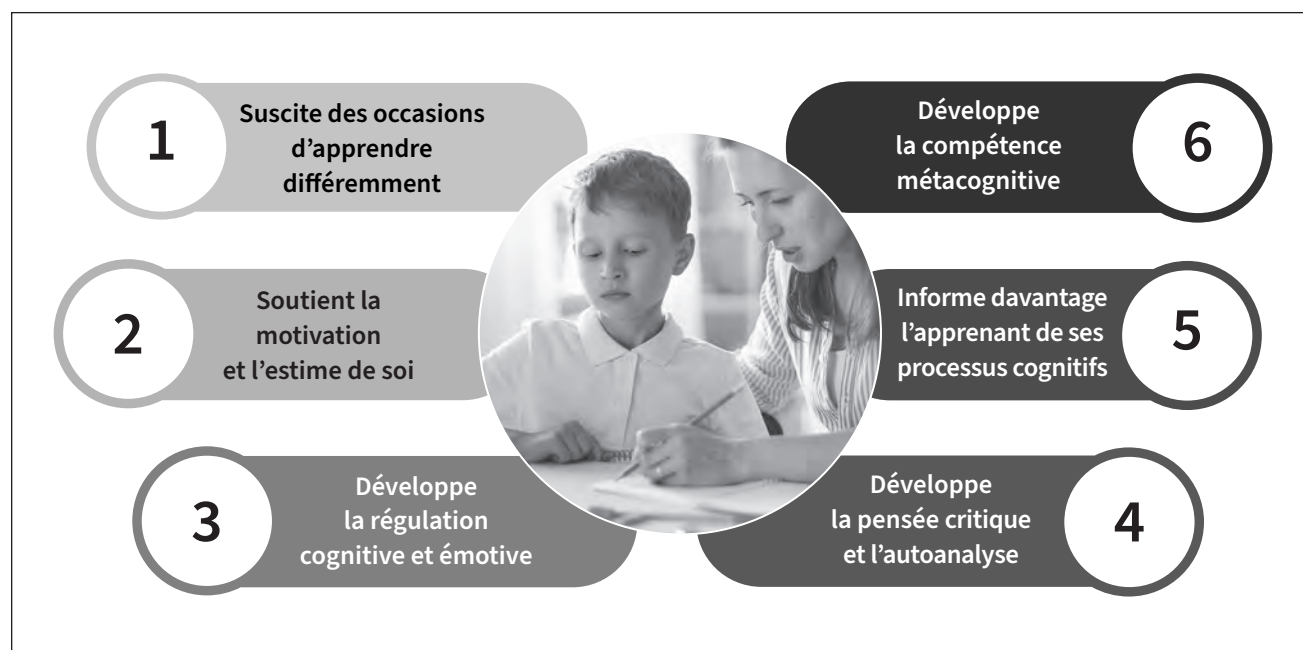 1
Suscite des occasions
d’apprendre
différemment
2
Soutient la
motivation
et l’estime de soi
3
Développe
la régulation
cognitive et émotive
4
Développe
la pensée critique
et l’autoanalyse
5
Informe davantage
l’apprenant de ses
processus cognitifs
6
Développe
la compétence
métacognitive